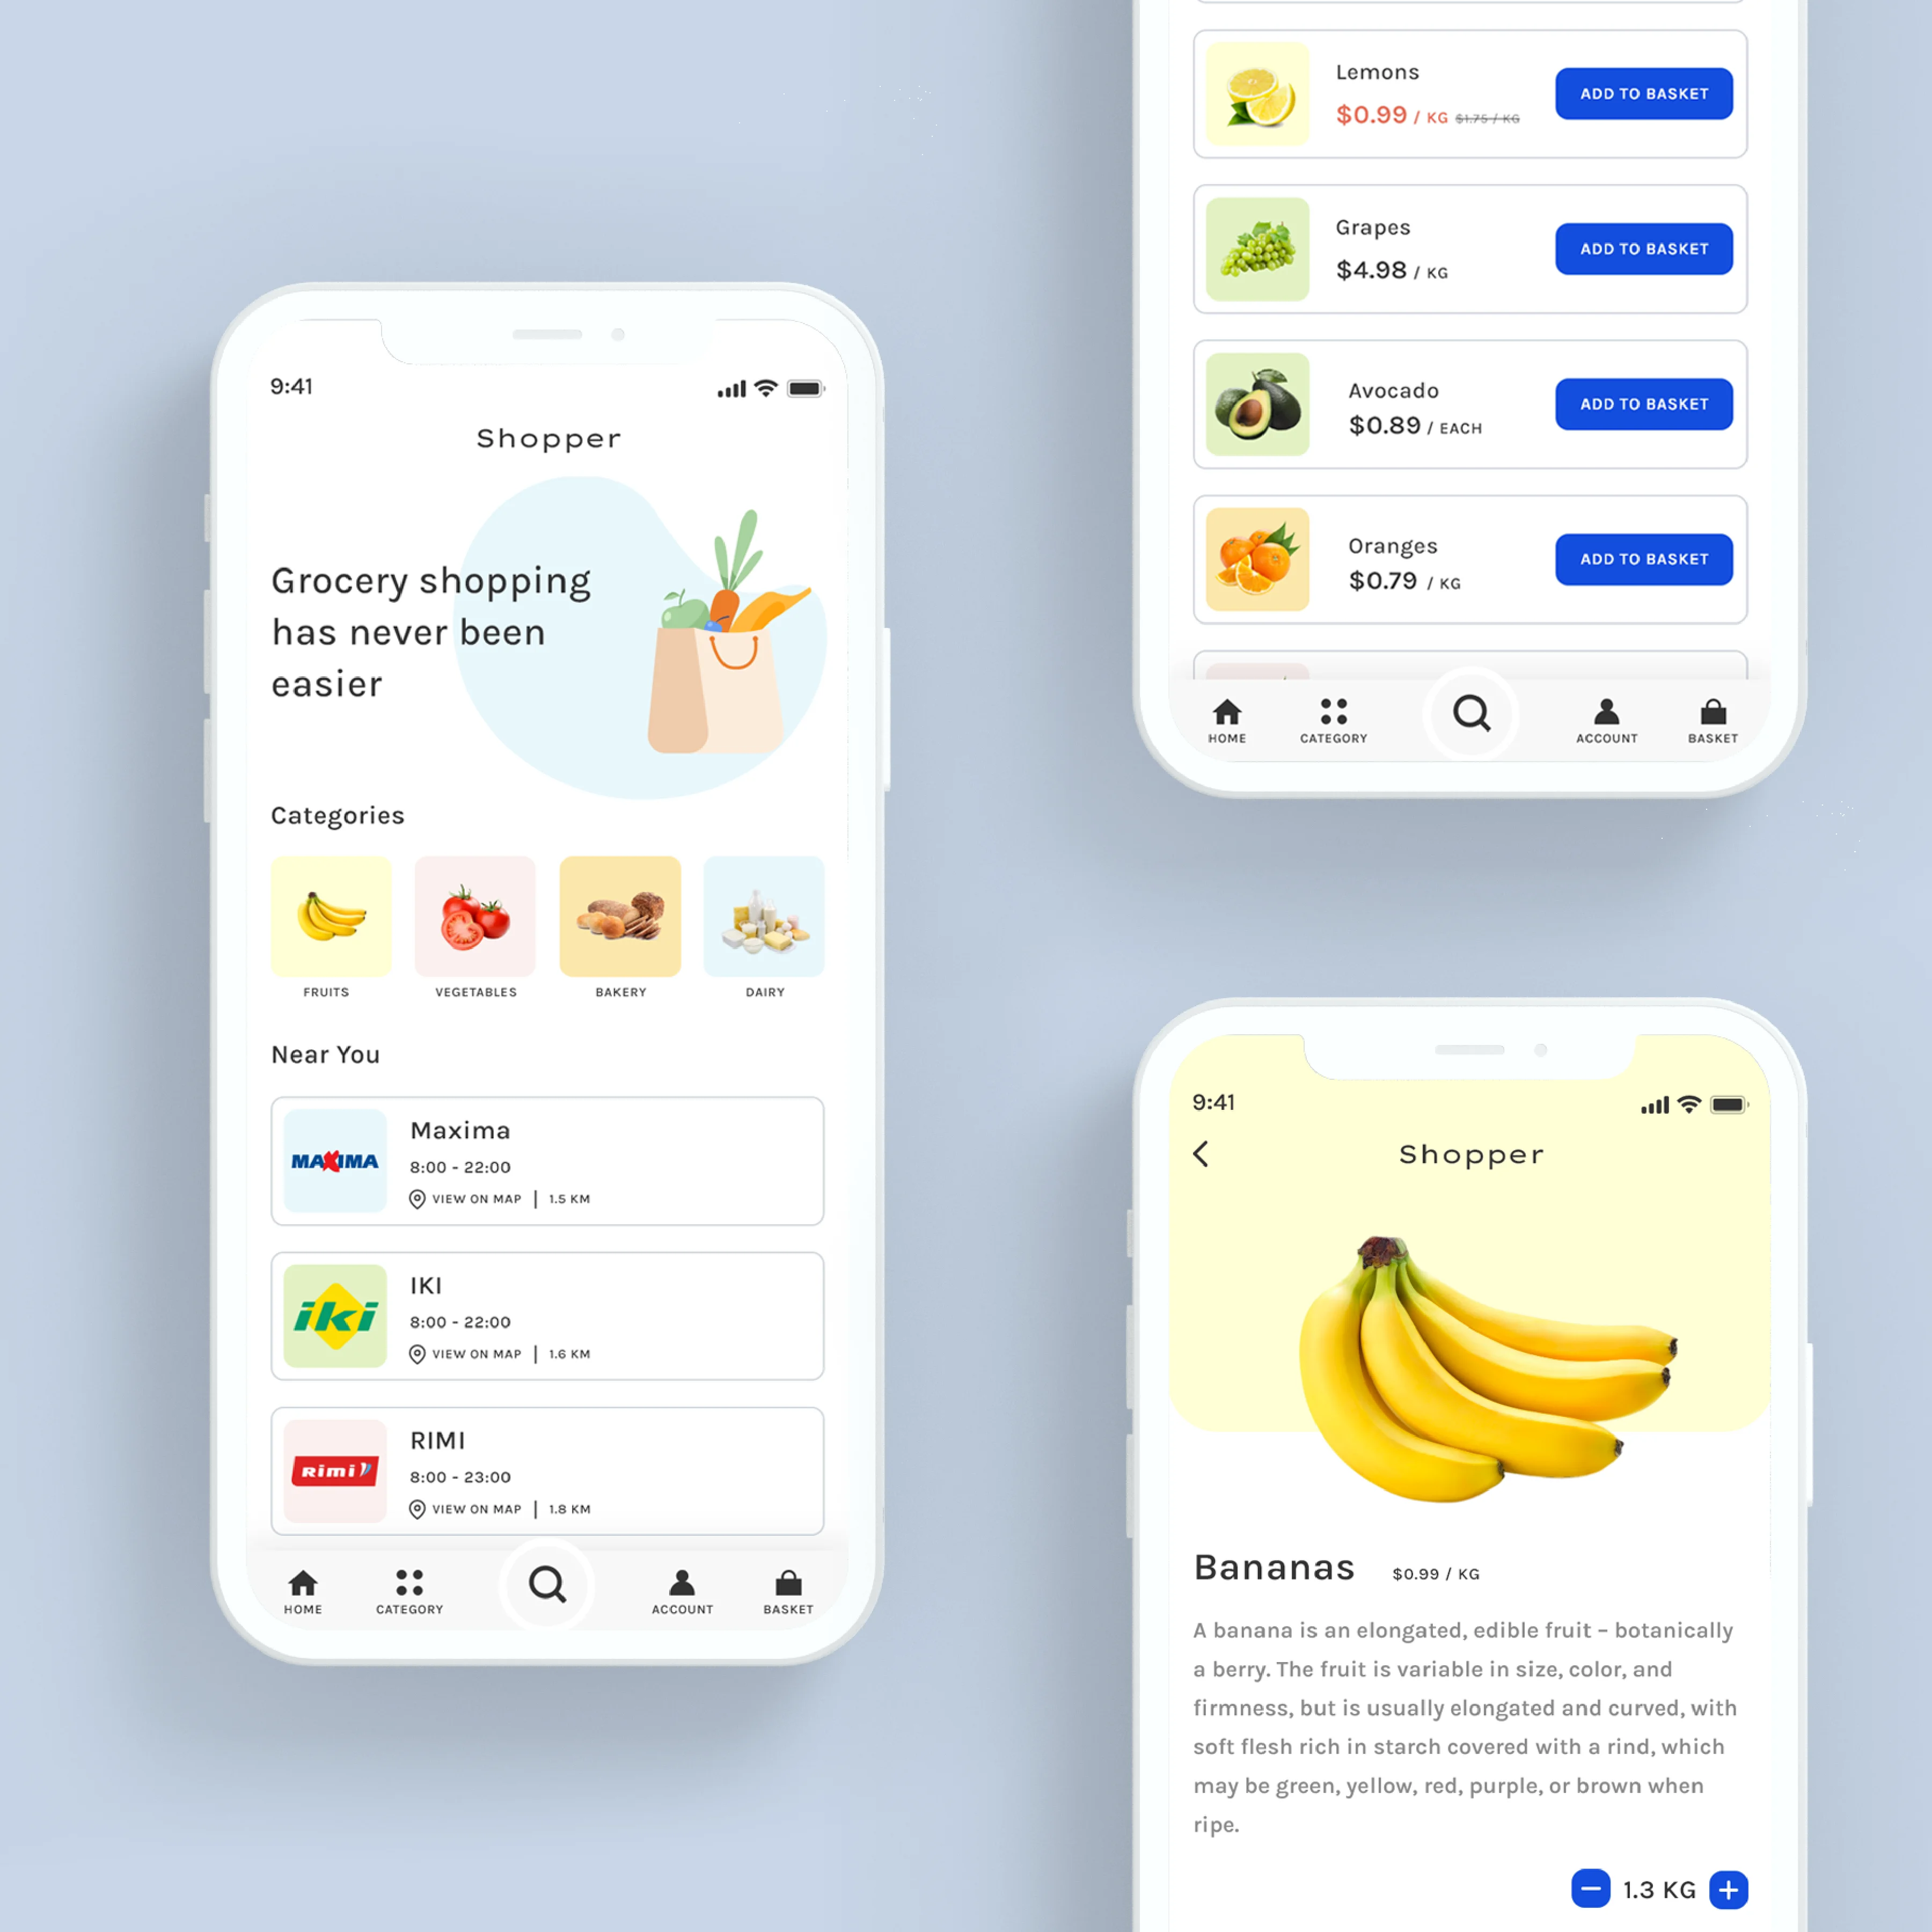 9:41
Shopper
Grocery shopping
has never been
easier
Categories
FRUITS
VEGETABLES
BAKERY
DAIRY
Near You
MAXIMA
Maxima
8:00 - 22:00
VIEW ON MAP | 1.5 KM
iki
IKI
8:00 - 22:00
VIEW ON MAP | 1.6 KM
Rimi
RIMI
8:00 - 23:00
VIEW ON MAP | 1.8 KM
HOME
CATEGORY
ACCOUNT
BASKET
Lemons
$0.99 / KG $1.75 / KG
ADD TO BASKET
Grapes
$4.98 / KG
ADD TO BASKET
Avocado
$0.89 / EACH
ADD TO BASKET
Oranges
$0.79 / KG
ADD TO BASKET
HOME
CATEGORY
ACCOUNT
BASKET
9:41
Shopper
Bananas $0.99 / KG
A banana is an elongated, edible fruit – botanically
a berry. The fruit is variable in size, color, and
firmness, but is usually elongated and curved, with
soft flesh rich in starch covered with a rind, which
may be green, yellow, red, purple, or brown when
ripe.
1.3 KG